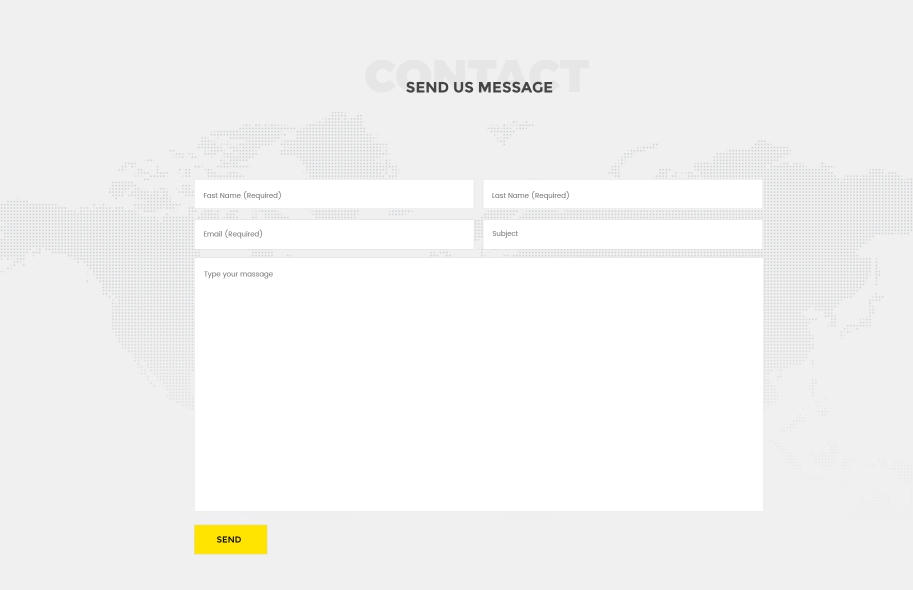 CONTACT
SEND US MESSAGE
Fast Name (Required)
Last Name (Required)
Email (Required)
Subject
Type your massage
SEND